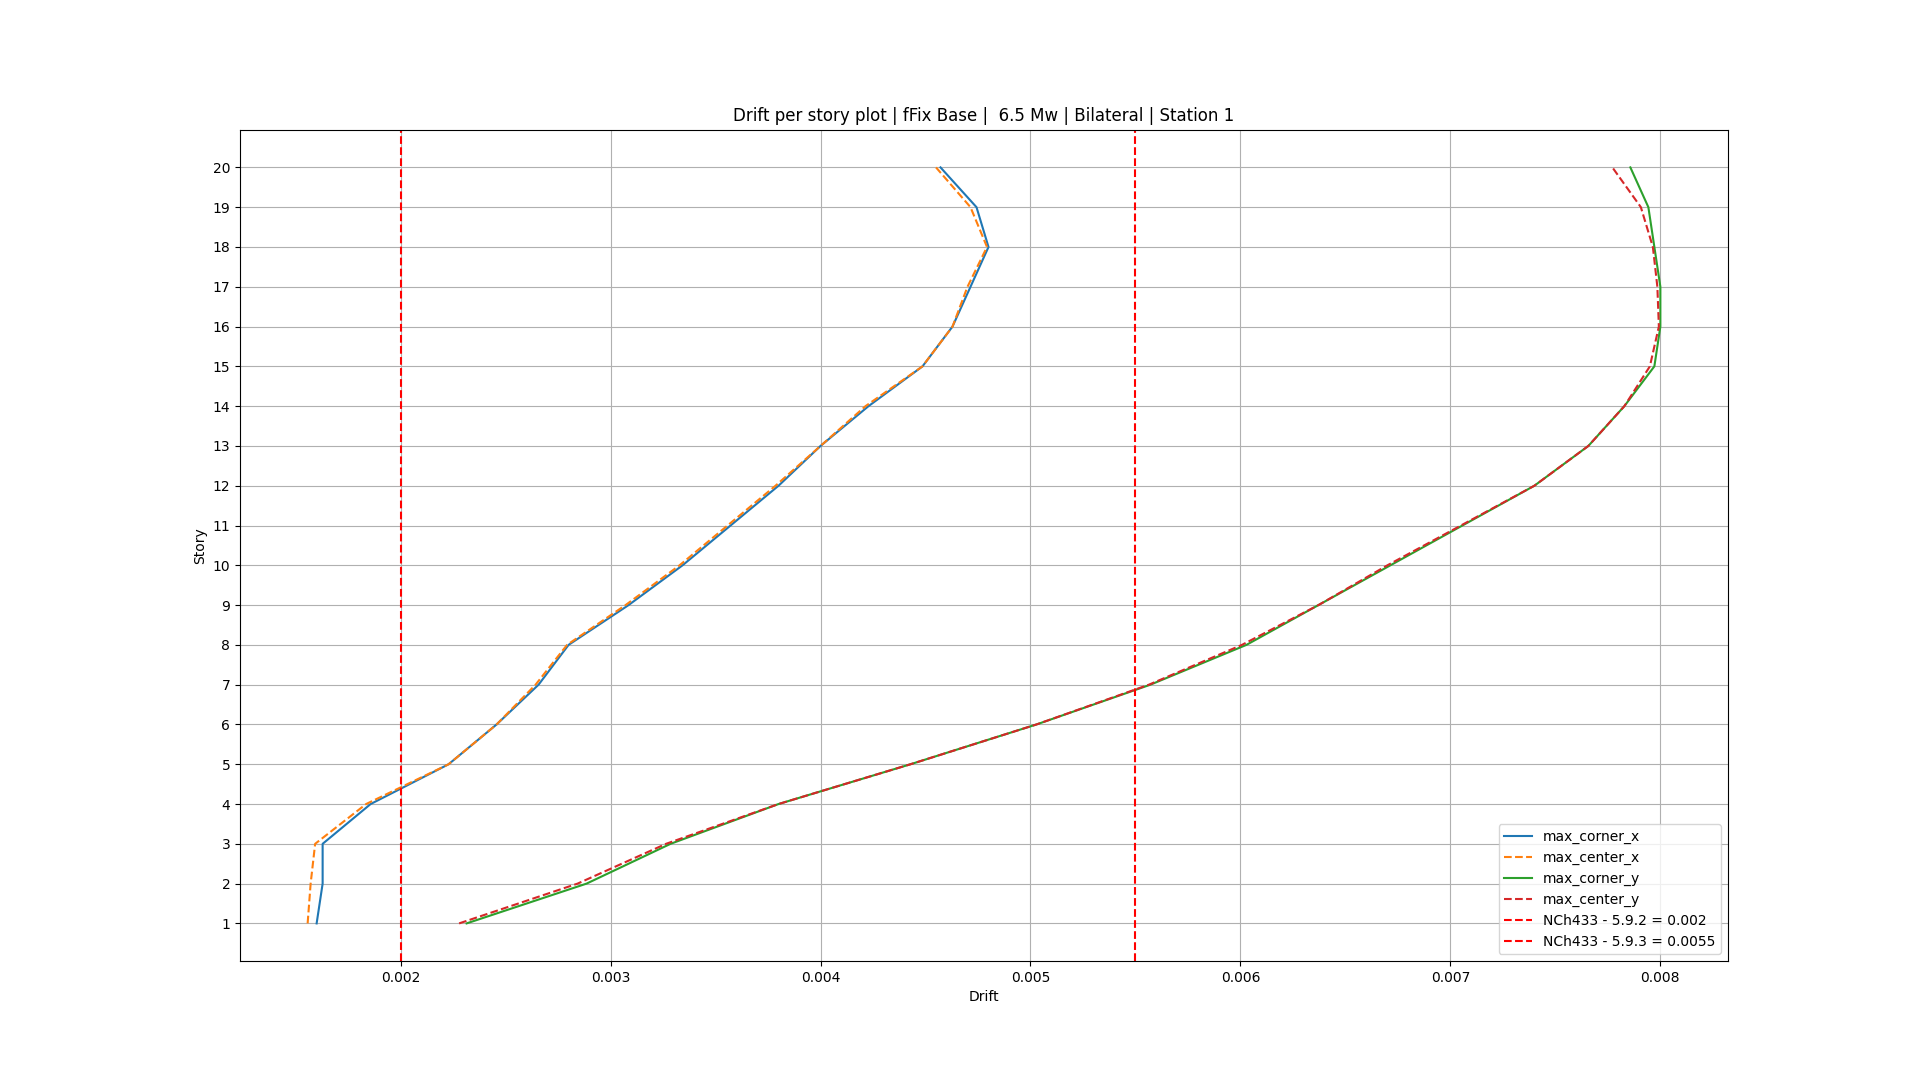 Drift per story plot | fFix Base |  6.5 Mw | Bilateral | Station 1
Story
20
19
18
17
16
15
14
13
12
11
10
9
8
7
6
5
4
3
2
1
max_corner_x
max_center_x
max_corner_y
max_center_y
NCh433 - 5.9.2 = 0.002
NCh433 - 5.9.3 = 0.0055
0.002 0.003 0.004 0.005 0.006 0.007 0.008
Drift